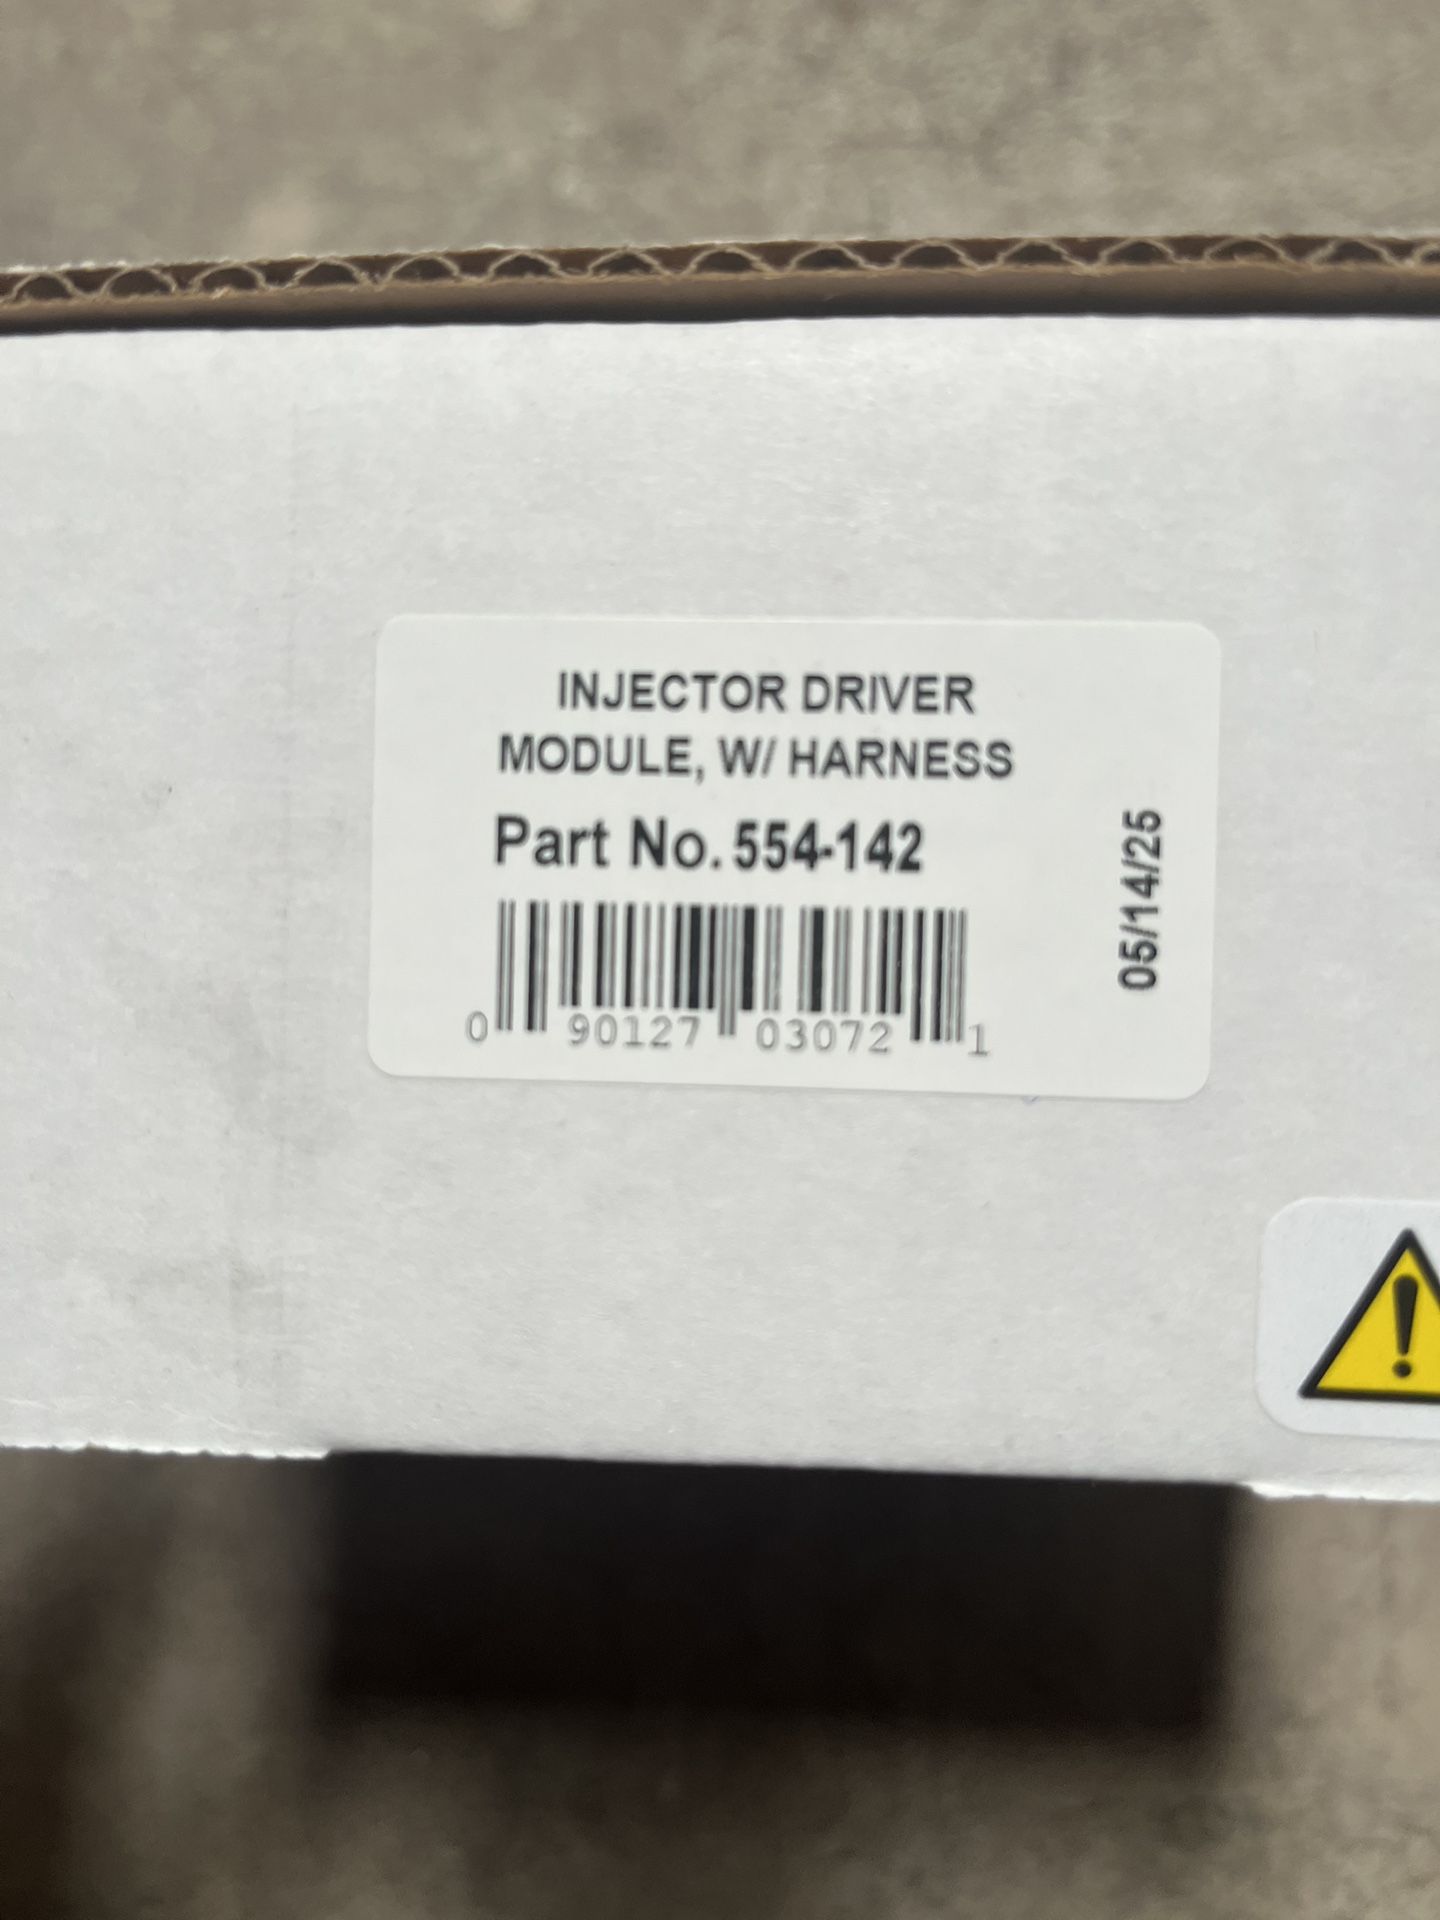 INJECTOR DRIVER
MODULE, W/ HARNESS
Part No. 554-142
0 90127 03072 1
05/14/25